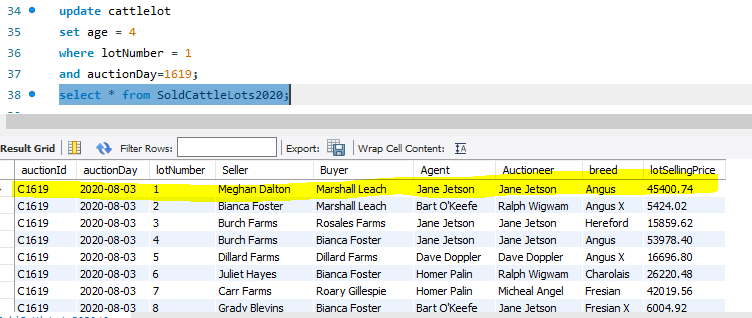 34 update cattlelot
35 set age = 4
36 where lotNumber = 1
37 and auctionDay=1619;
38 select * from SoldCattleLots2020;
Result Grid Filter Rows: Export: Wrap Cell Content:
auctionId auctionDay lotNumber Seller Buyer Agent Auctioneer breed lotSellingPrice
C1619 2020-08-03 1 Meghan Dalton Marshall Leach Jane Jetson Jane Jetson Angus 45400.74
C1619 2020-08-03 2 Bianca Foster Marshall Leach Bart O'Keefe Ralph Wigwam Angus X 5424.02
C1619 2020-08-03 3 Burch Farms Rosales Farms Jane Jetson Jane Jetson Hereford 15859.62
C1619 2020-08-03 4 Burch Farms Bianca Foster Jane Jetson Jane Jetson Angus 53978.40
C1619 2020-08-03 5 Dillard Farms Dillard Farms Dave Doppler Dave Doppler Angus X 16696.80
C1619 2020-08-03 6 Juliet Hayes Bianca Foster Homer Palin Ralph Wigwam Charolais 26220.48
C1619 2020-08-03 7 Carr Farms Roary Gillespie Homer Palin Micheal Angel Fresian 42019.56
C1619 2020-08-03 8 Grady Blevins Bianca Foster Bart O'Keefe Jane Jetson Fresian X 6004.92